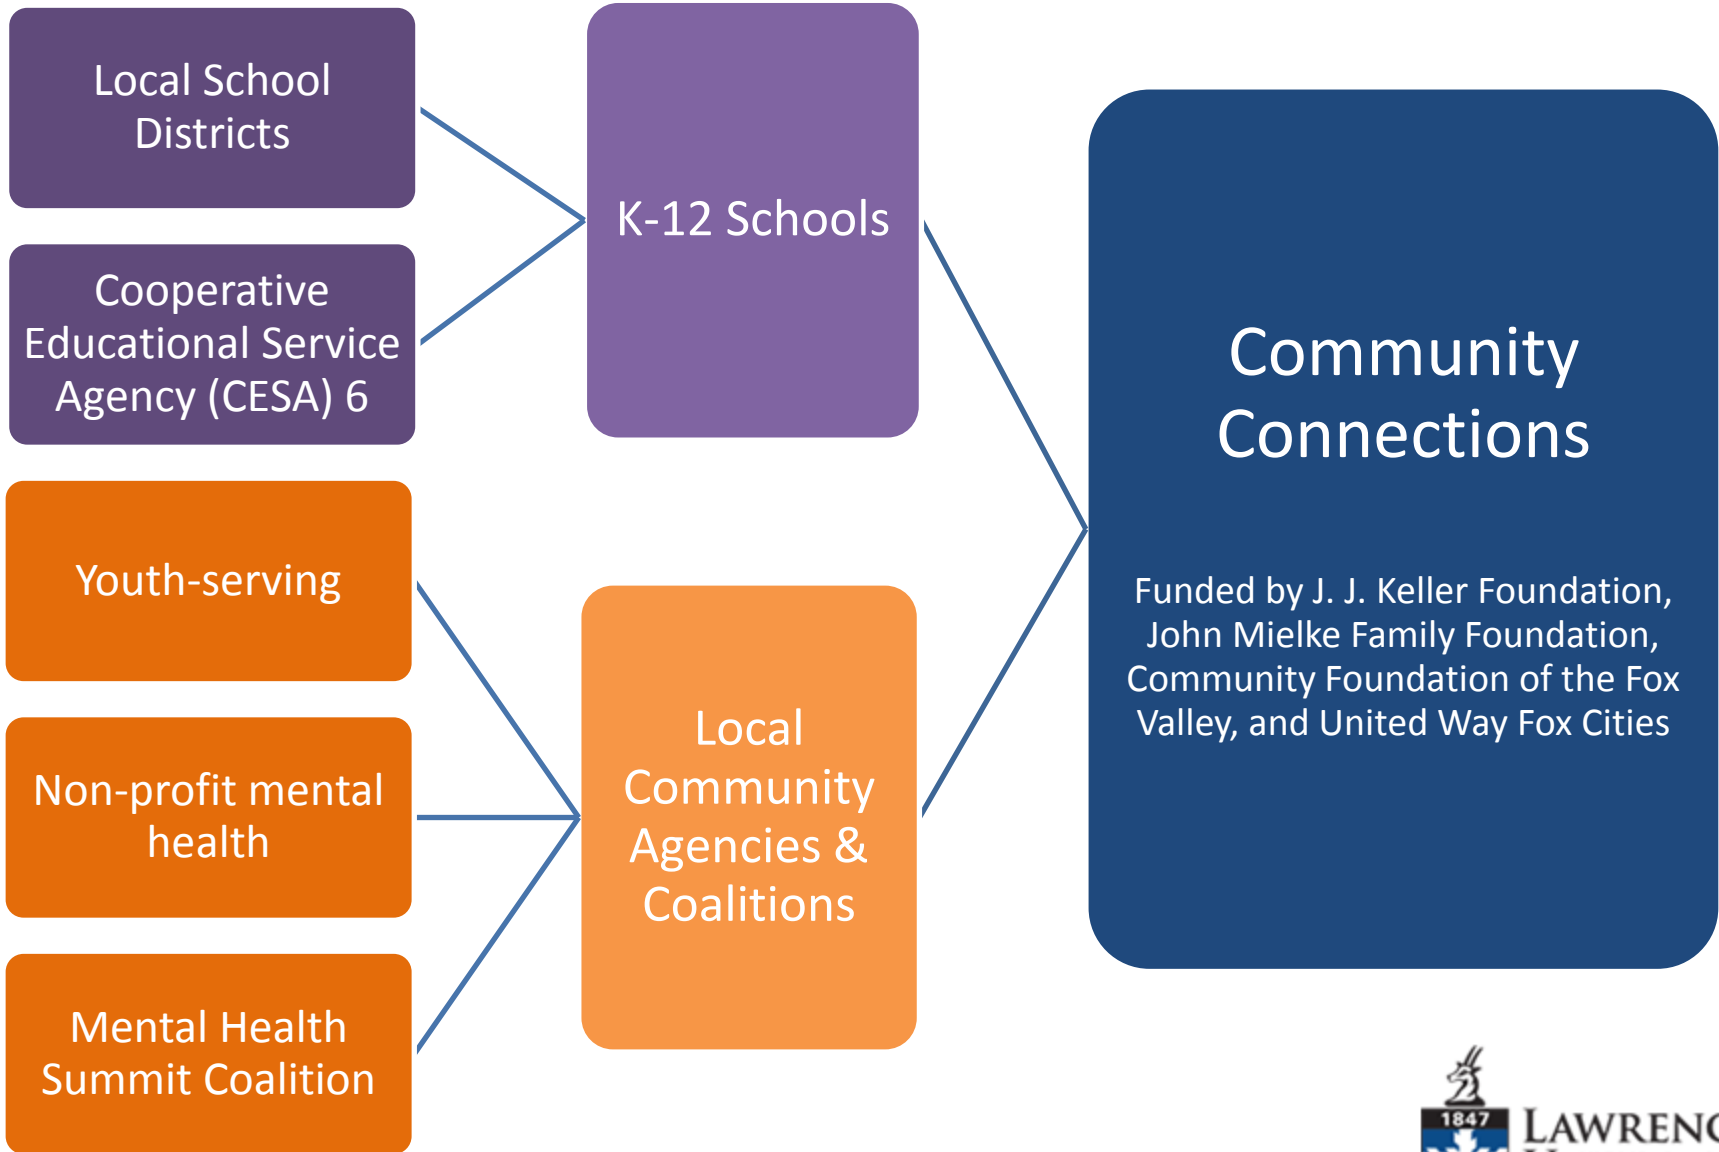 Local School
Districts
Cooperative
Educational Service
Agency (CESA) 6
Youth-serving
Non-profit mental
health
Mental Health
Summit Coalition
K-12 Schools
Local
Community
Agencies &
Coalitions
Community
Connections
Funded by J. J. Keller Foundation,
John Mielke Family Foundation,
Community Foundation of the Fox
Valley, and United Way Fox Cities
1847